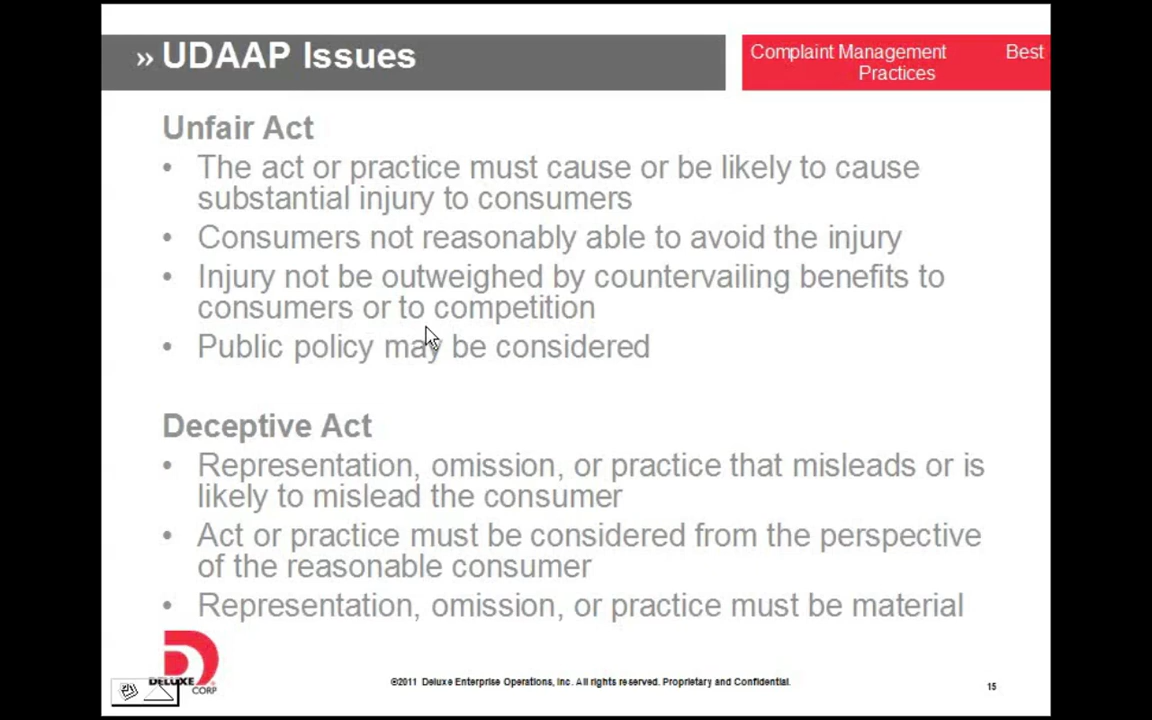 » UDAAP Issues
Complaint Management Best
Practices
Unfair Act
• The act or practice must cause or be likely to cause
substantial injury to consumers
• Consumers not reasonably able to avoid the injury
• Injury not be outweighed by countervailing benefits to
consumers or to competition
• Public policy may be considered
Deceptive Act
• Representation, omission, or practice that misleads or is
likely to mislead the consumer
• Act or practice must be considered from the perspective
of the reasonable consumer
• Representation, omission, or practice must be material
DELUXE
CORP
©2011 Deluxe Enterprise Operations, Inc. All rights reserved. Proprietary and Confidential.
15